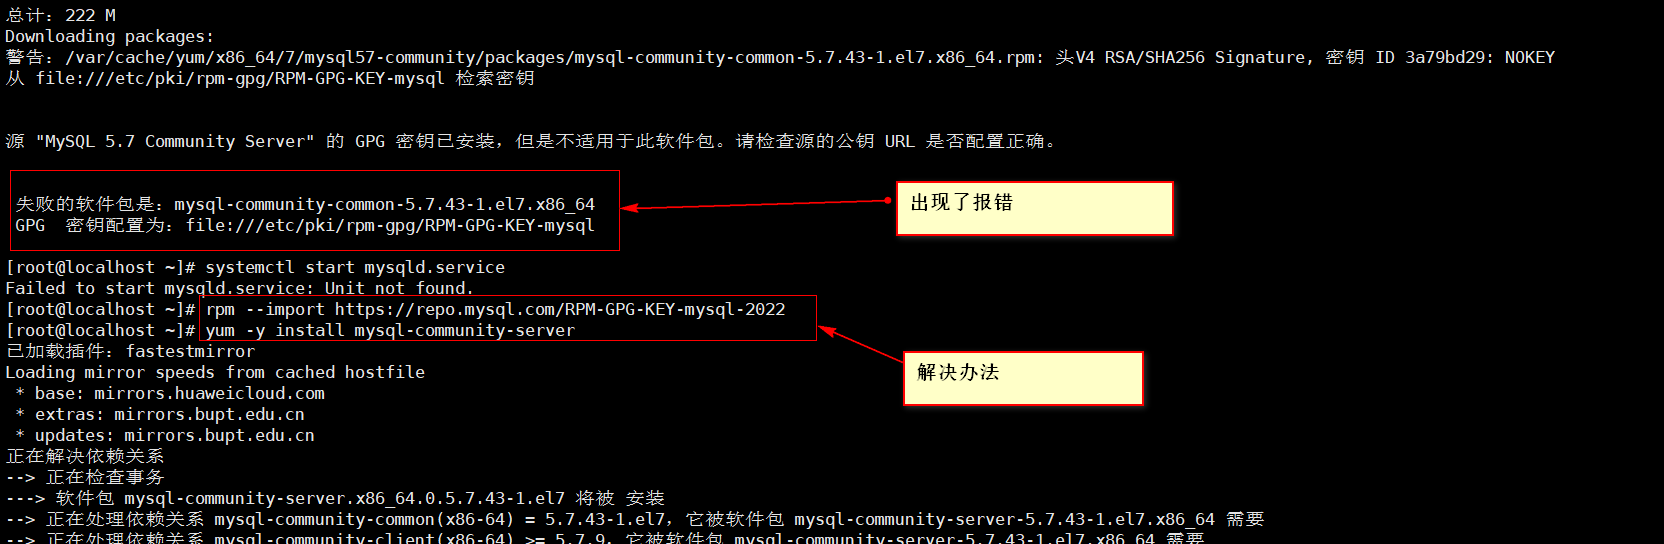 总计：222 M
Downloading packages:
警告：/var/cache/yum/x86_64/7/mysql57-community/packages/mysql-community-common-5.7.43-1.el7.x86_64.rpm: 头V4 RSA/SHA256 Signature, 密钥 ID 3a79bd29: NOKEY
从 file:///etc/pki/rpm-gpg/RPM-GPG-KEY-mysql 检索密钥
源 "MySQL 5.7 Community Server" 的 GPG 密钥已安装，但是不适用于此软件包。请检查源的公钥 URL 是否配置正确。
失败的软件包是：mysql-community-common-5.7.43-1.el7.x86_64
出现了报错
GPG  密钥配置为：file:///etc/pki/rpm-gpg/RPM-GPG-KEY-mysql
[root@localhost ~]# systemctl start mysqld.service
Failed to start mysqld.service: Unit not found.
[root@localhost ~]# rpm --import https://repo.mysql.com/RPM-GPG-KEY-mysql-2022
[root@localhost ~]# yum -y install mysql-community-server
已加载插件：fastestmirror
Loading mirror speeds from cached hostfile
解决办法
 * base: mirrors.huaweicloud.com
 * extras: mirrors.bupt.edu.cn
 * updates: mirrors.bupt.edu.cn
正在解决依赖关系
--> 正在检查事务
---> 软件包 mysql-community-server.x86_64.0.5.7.43-1.el7 将被 安装
--> 正在处理依赖关系 mysql-community-common(x86-64) = 5.7.43-1.el7，它被软件包 mysql-community-server-5.7.43-1.el7.x86_64 需要
--> 正在处理依赖关系 mysql-community-client(x86-64) >= 5.7.9，它被软件包 mysql-community-server-5.7.43-1.el7.x86_64 需要